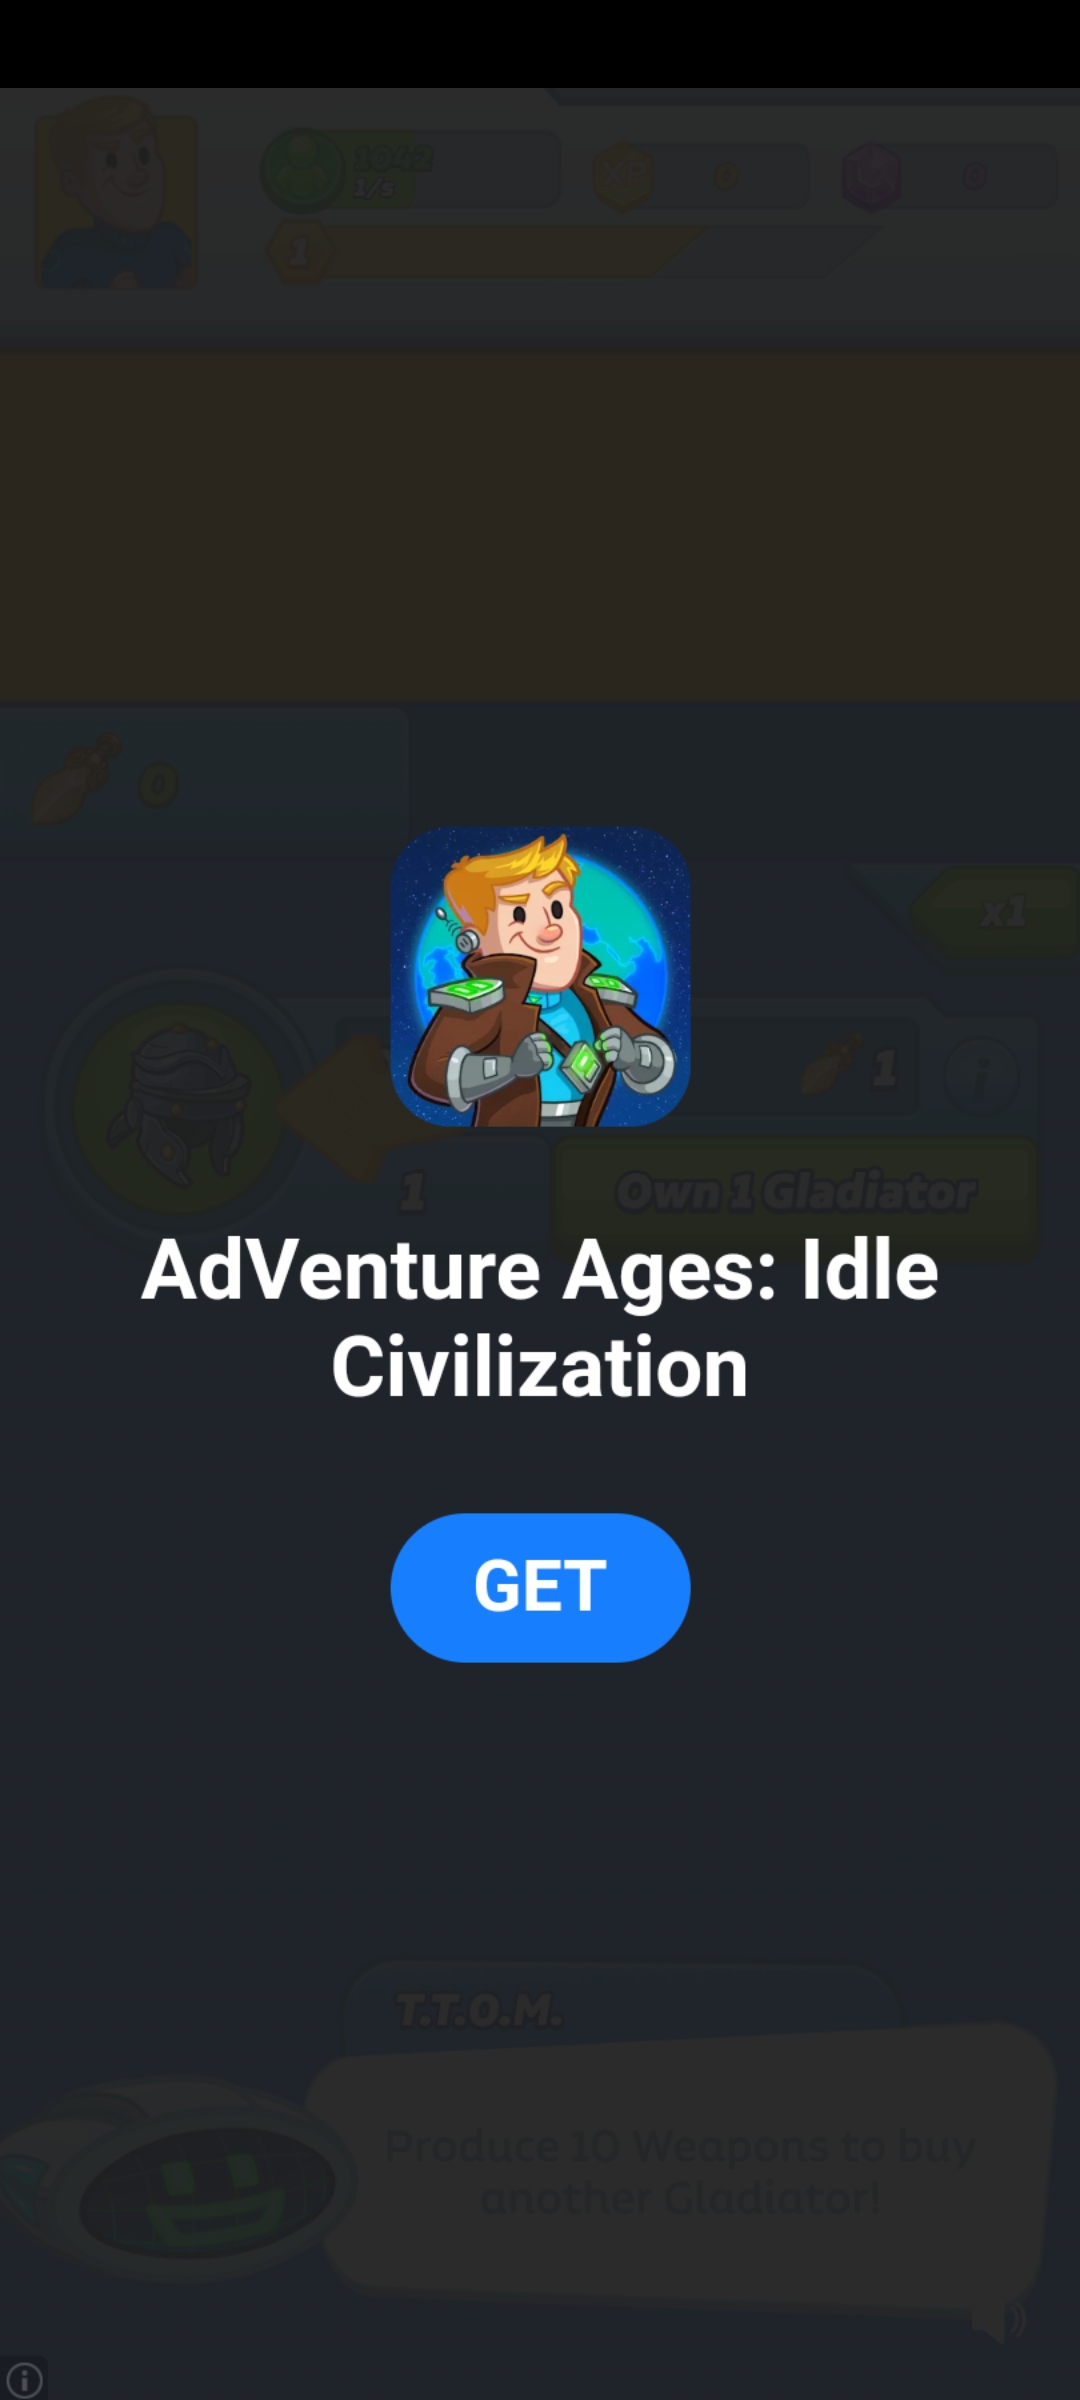 1042
1/s
XP
0
0
1
0
x1
1
i
1
Own 1 Gladiator
AdVenture Ages: Idle
Civilization
GET
T.T.O.M.
Produce 10 Weapons to buy
another Gladiator!
i